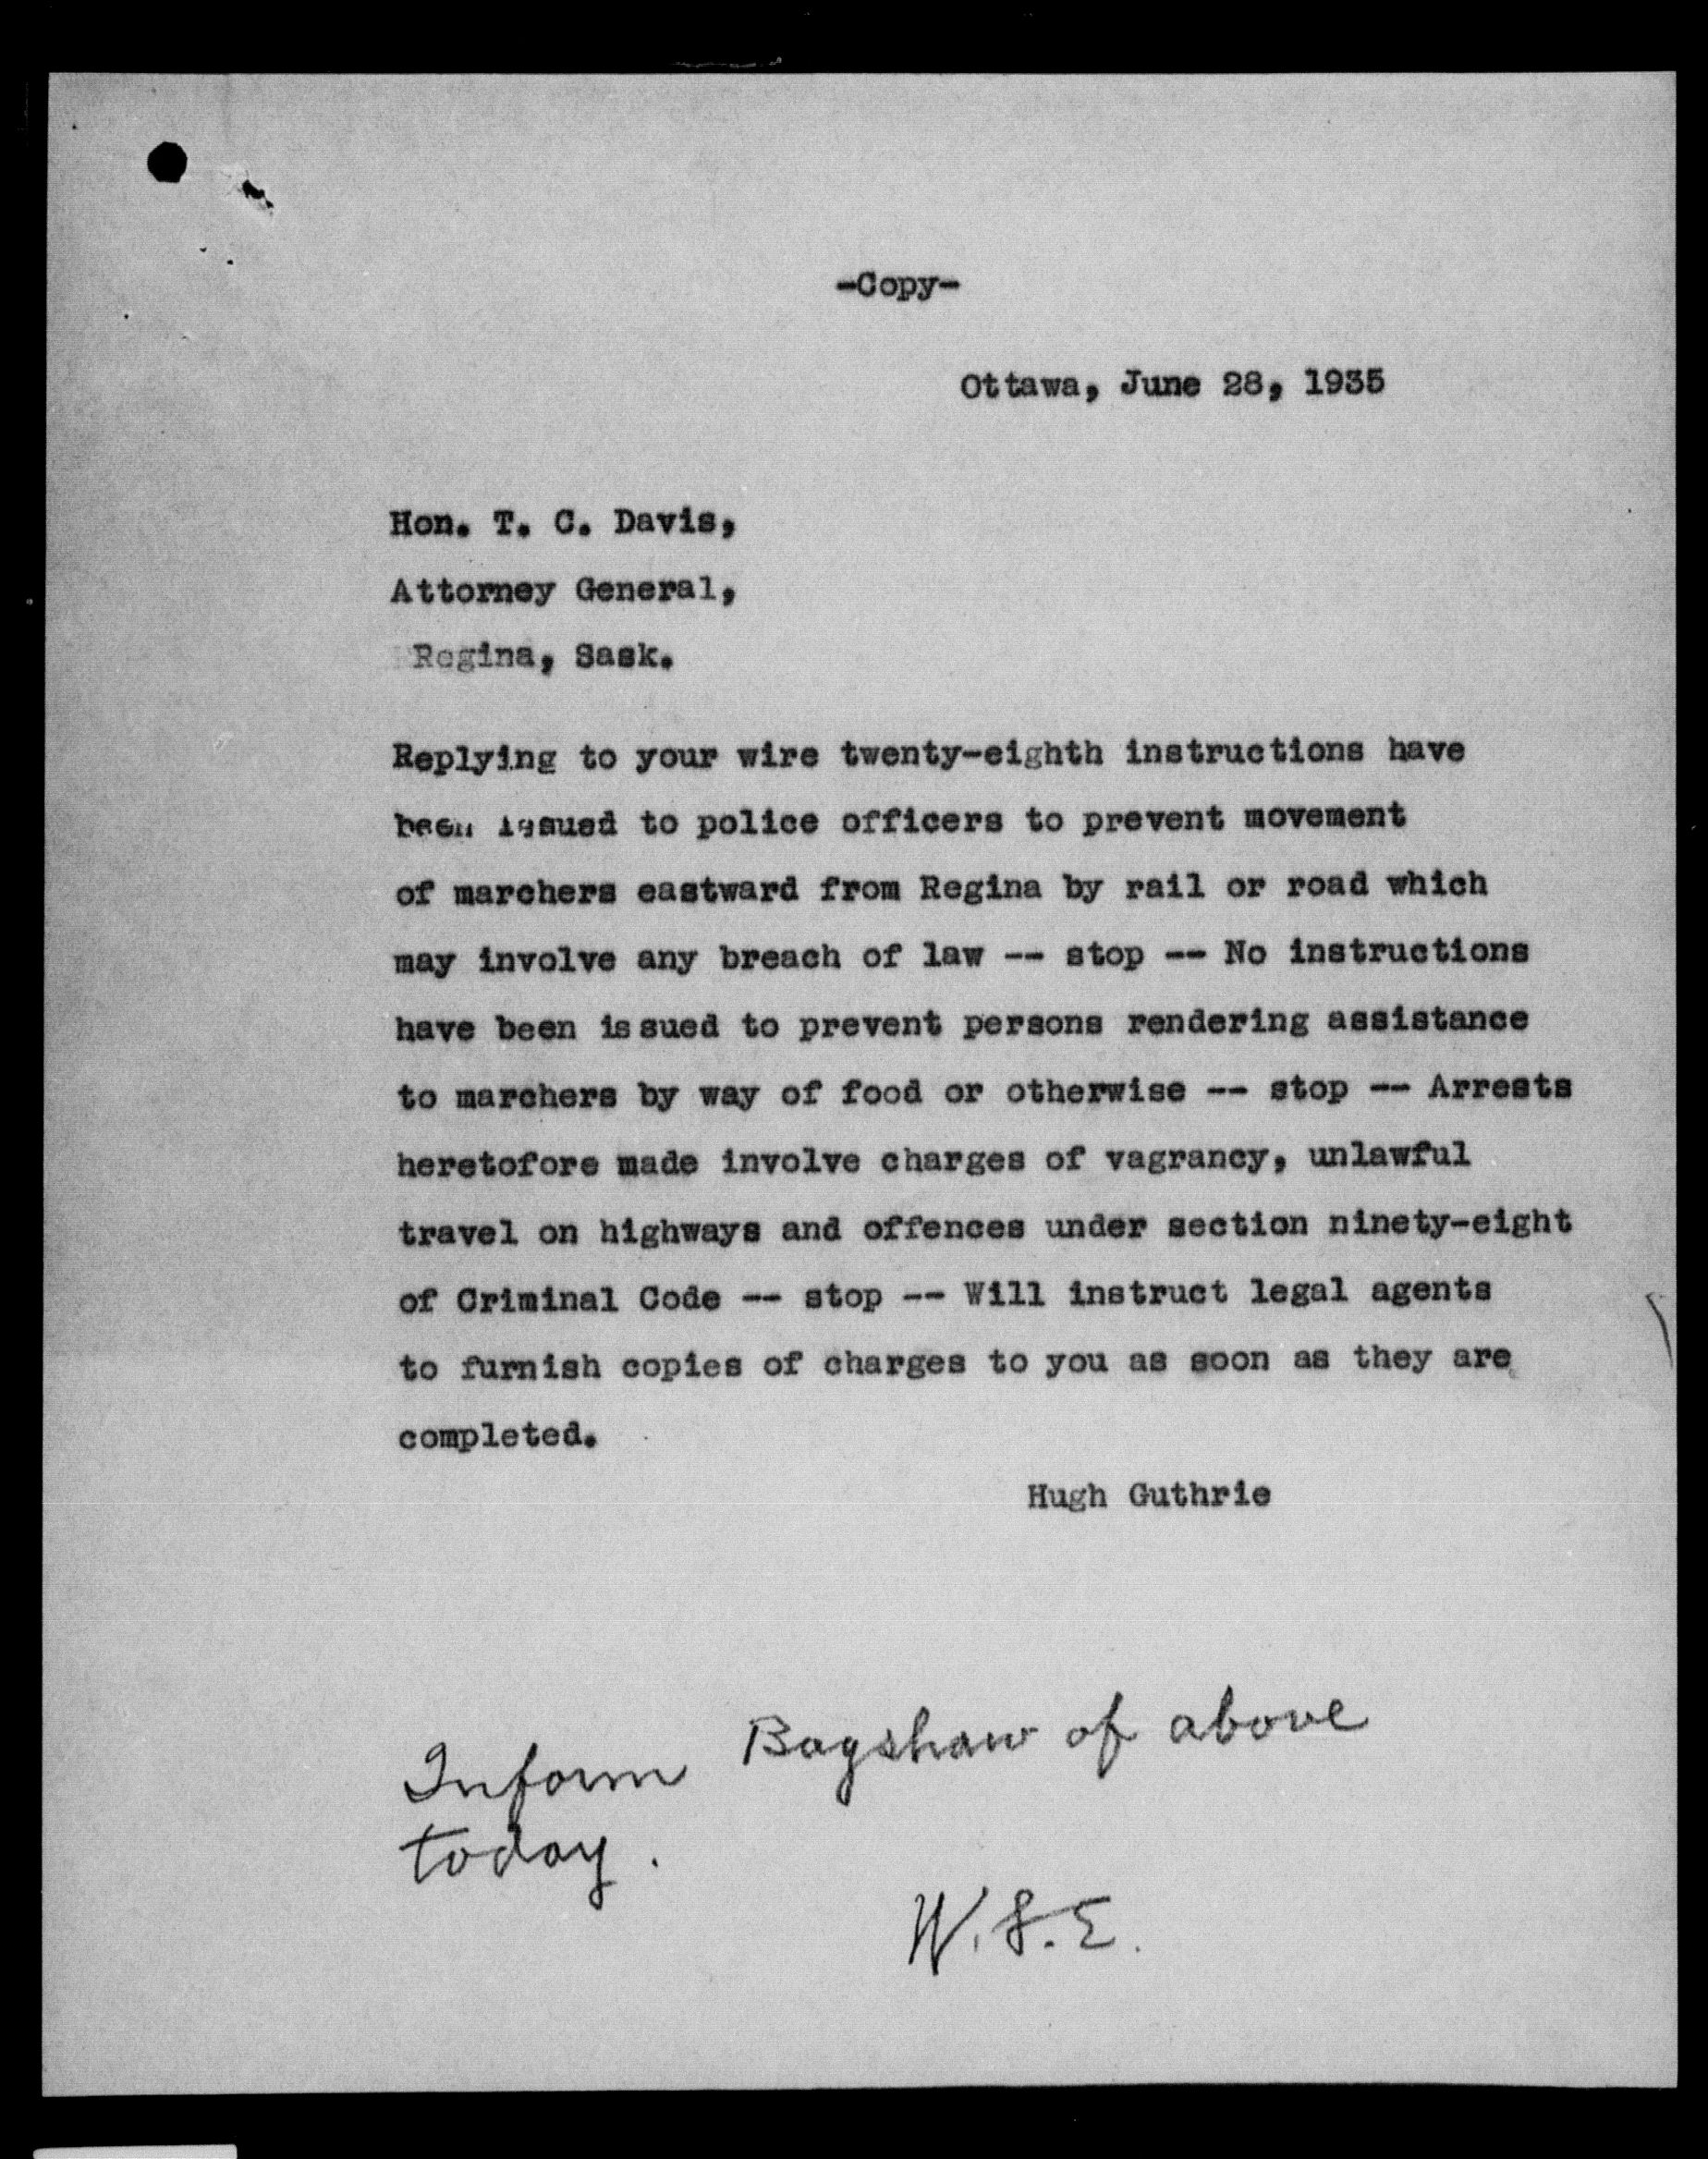 -Copy-
Ottawa, June 28, 1935
Hon. T. C. Davis,
Attorney General,
Regina, Sask.
Replying to your wire twenty-eighth instructions have
been issued to police officers to prevent movement
of marchers eastward from Regina by rail or road which
may involve any breach of law -- stop -- No instructions
have been issued to prevent persons rendering assistance
to marchers by way of food or otherwise -- stop -- Arrests
heretofore made involve charges of vagrancy, unlawful
travel on highways and offences under section ninety-eight
of Criminal Code -- stop -- Will instruct legal agents
to furnish copies of charges to you as soon as they are
completed.
Hugh Guthrie
Inform Bagshaw of above
today.
W.S.E.